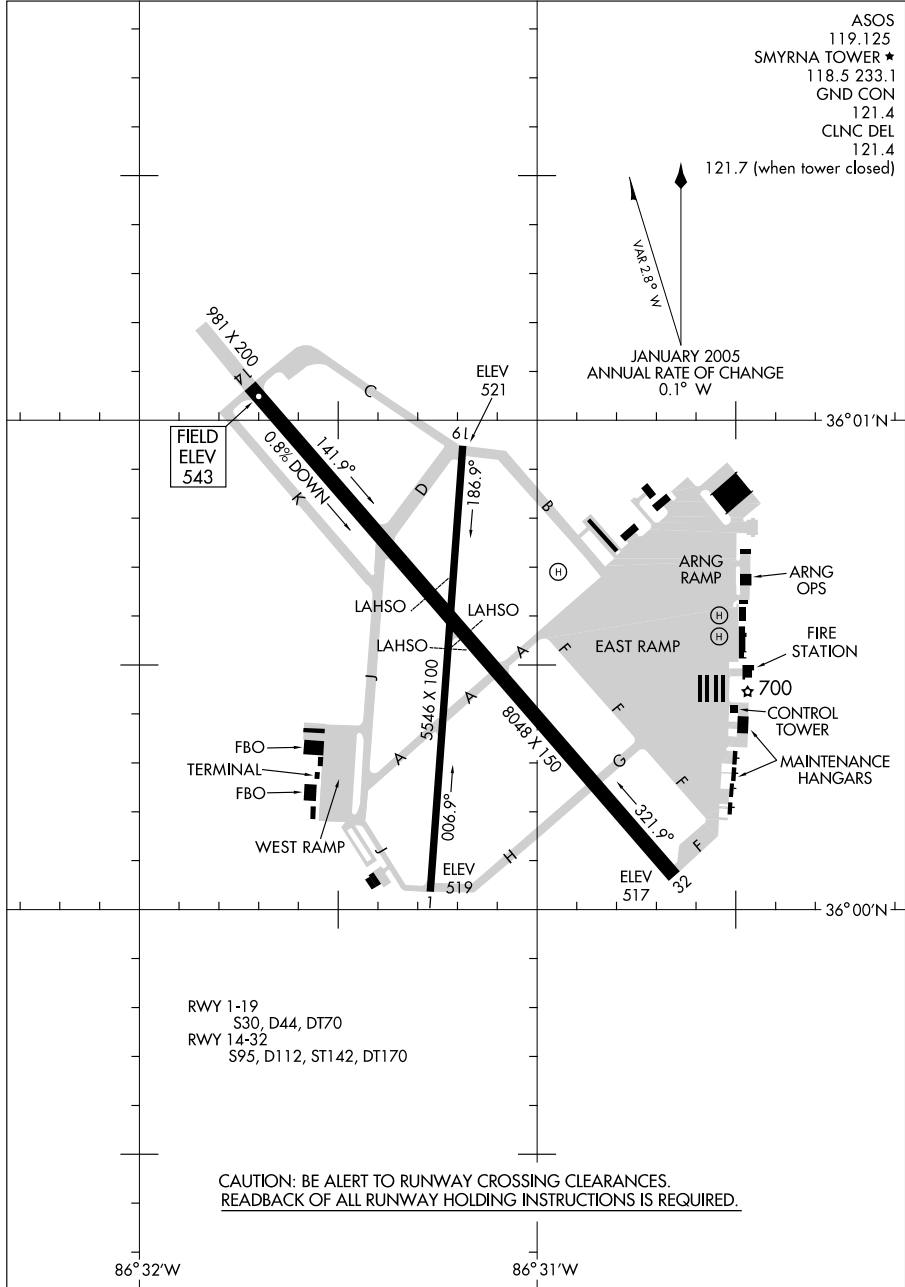 ASOS
119.125
SMYRNA TOWER ★
118.5 233.1
GND CON
121.4
CLNC DEL
121.4
121.7 (when tower closed)
VAR 2.8° W
JANUARY 2005
ANNUAL RATE OF CHANGE
0.1° W
981 X 200
14
C
ELEV
521
36°01'N
FIELD
ELEV
543
0.8% DOWN
141.9°
19
D
186.9°
K
B
H
ARNG
RAMP
ARNG
OPS
LAHSO
LAHSO
LAHSO
H
H
A
F
EAST RAMP
FIRE
STATION
J
5546 X 100
A
F
700
8048 X 150
CONTROL
TOWER
FBO
A
G
TERMINAL
F
MAINTENANCE
HANGARS
FBO
006.9°
321.9°
WEST RAMP
J
H
F
ELEV
519
ELEV
517
32
1
36°00'N
RWY 1-19
S30, D44, DT70
RWY 14-32
S95, D112, ST142, DT170
CAUTION: BE ALERT TO RUNWAY CROSSING CLEARANCES.
READBACK OF ALL RUNWAY HOLDING INSTRUCTIONS IS REQUIRED.
86°32'W
86°31'W